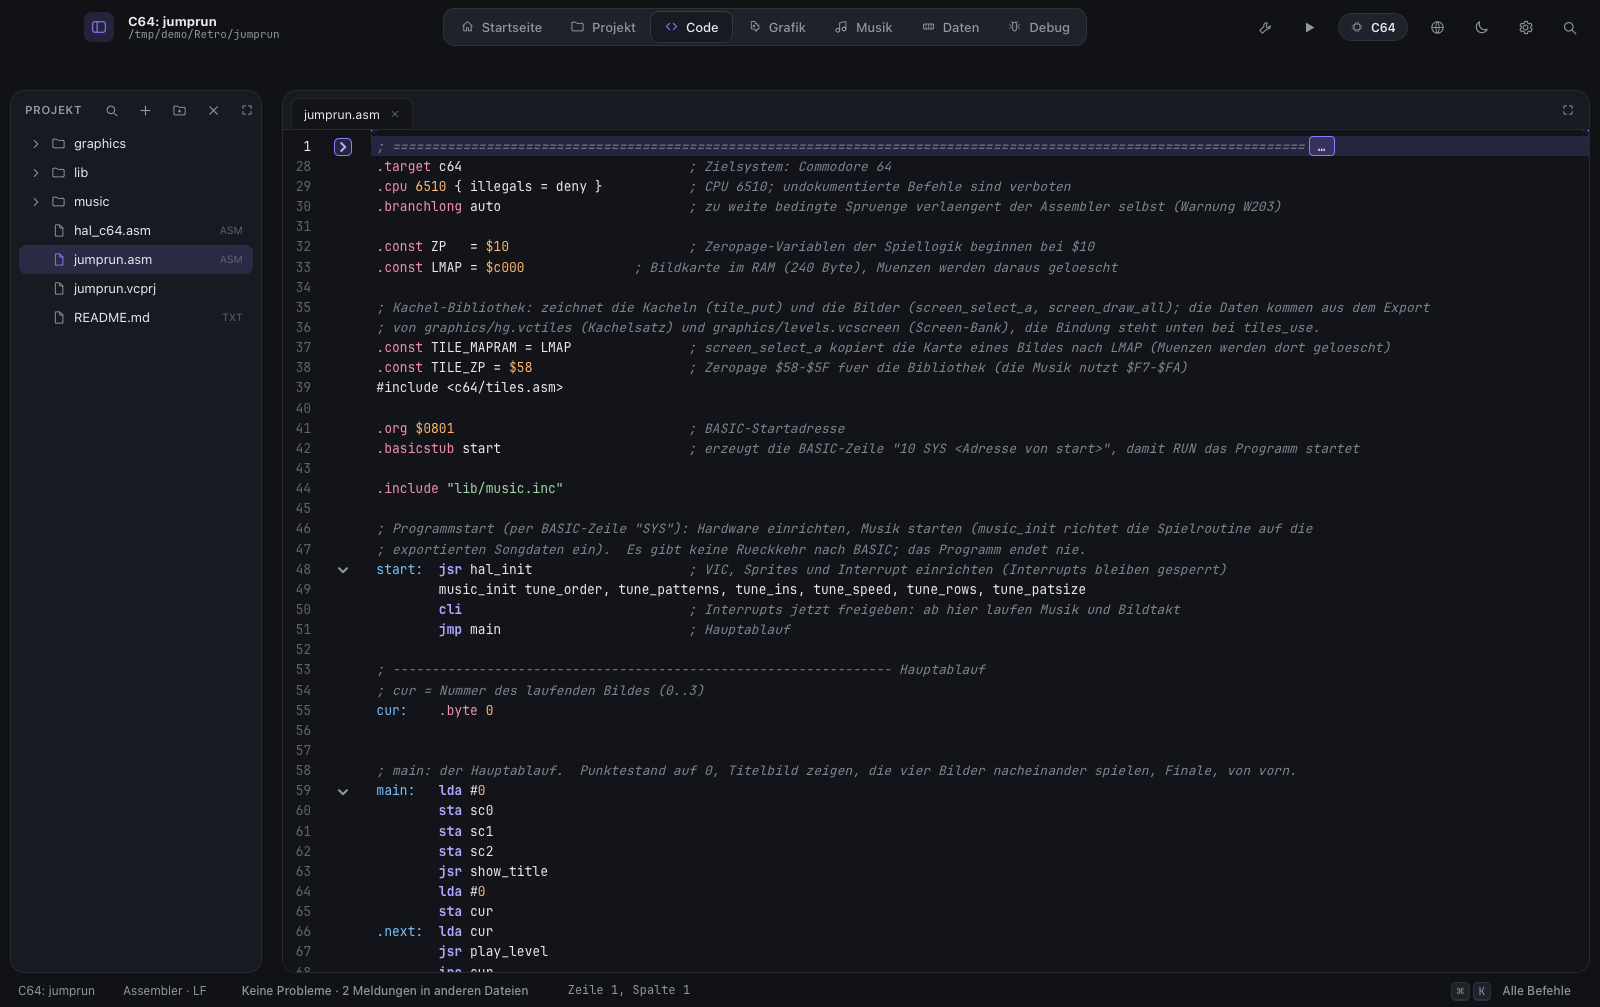 C64: jumprun
/tmp/demo/Retro/jumprun
Startseite
Projekt
Code
Grafik
Musik
Daten
Debug
C64
PROJEKT
graphics
lib
music
hal_c64.asm ASM
jumprun.asm ASM
jumprun.vcprj
README.md TXT
jumprun.asm ×
1 ; ===================================================================================================================== …
28 .target c64 ; Zielsystem: Commodore 64
29 .cpu 6510 { illegals = deny } ; CPU 6510; undokumentierte Befehle sind verboten
30 .branchlong auto ; zu weite bedingte Spruenge verlaengert der Assembler selbst (Warnung W203)
31
32 .const ZP   = $10 ; Zeropage-Variablen der Spiellogik beginnen bei $10
33 .const LMAP = $c000 ; Bildkarte im RAM (240 Byte), Muenzen werden daraus geloescht
34
35 ; Kachel-Bibliothek: zeichnet die Kacheln (tile_put) und die Bilder (screen_select_a, screen_draw_all); die Daten kommen aus dem Export
36 ; von graphics/hg.vctiles (Kachelsatz) und graphics/levels.vcscreen (Screen-Bank), die Bindung steht unten bei tiles_use.
37 .const TILE_MAPRAM = LMAP ; screen_select_a kopiert die Karte eines Bildes nach LMAP (Muenzen werden dort geloescht)
38 .const TILE_ZP = $58 ; Zeropage $58-$5F fuer die Bibliothek (die Musik nutzt $F7-$FA)
39 #include <c64/tiles.asm>
40
41 .org $0801 ; BASIC-Startadresse
42 .basicstub start ; erzeugt die BASIC-Zeile "10 SYS <Adresse von start>", damit RUN das Programm startet
43
44 .include "lib/music.inc"
45
46 ; Programmstart (per BASIC-Zeile "SYS"): Hardware einrichten, Musik starten (music_init richtet die Spielroutine auf die
47 ; exportierten Songdaten ein).  Es gibt keine Rueckkehr nach BASIC; das Programm endet nie.
48 start:  jsr hal_init ; VIC, Sprites und Interrupt einrichten (Interrupts bleiben gesperrt)
49 music_init tune_order, tune_patterns, tune_ins, tune_speed, tune_rows, tune_patsize
50 cli ; Interrupts jetzt freigeben: ab hier laufen Musik und Bildtakt
51 jmp main ; Hauptablauf
52
53 ; ---------------------------------------------------------------- Hauptablauf
54 ; cur = Nummer des laufenden Bildes (0..3)
55 cur:    .byte 0
56
57
58 ; main: der Hauptablauf.  Punktestand auf 0, Titelbild zeigen, die vier Bilder nacheinander spielen, Finale, von vorn.
59 main:   lda #0
60 sta sc0
61 sta sc1
62 sta sc2
63 jsr show_title
64 lda #0
65 sta cur
66 .next:  lda cur
67 jsr play_level
68 inc cur
C64: jumprun
Assembler · LF
Keine Probleme · 2 Meldungen in anderen Dateien
Zeile 1, Spalte 1
⌘ K Alle Befehle